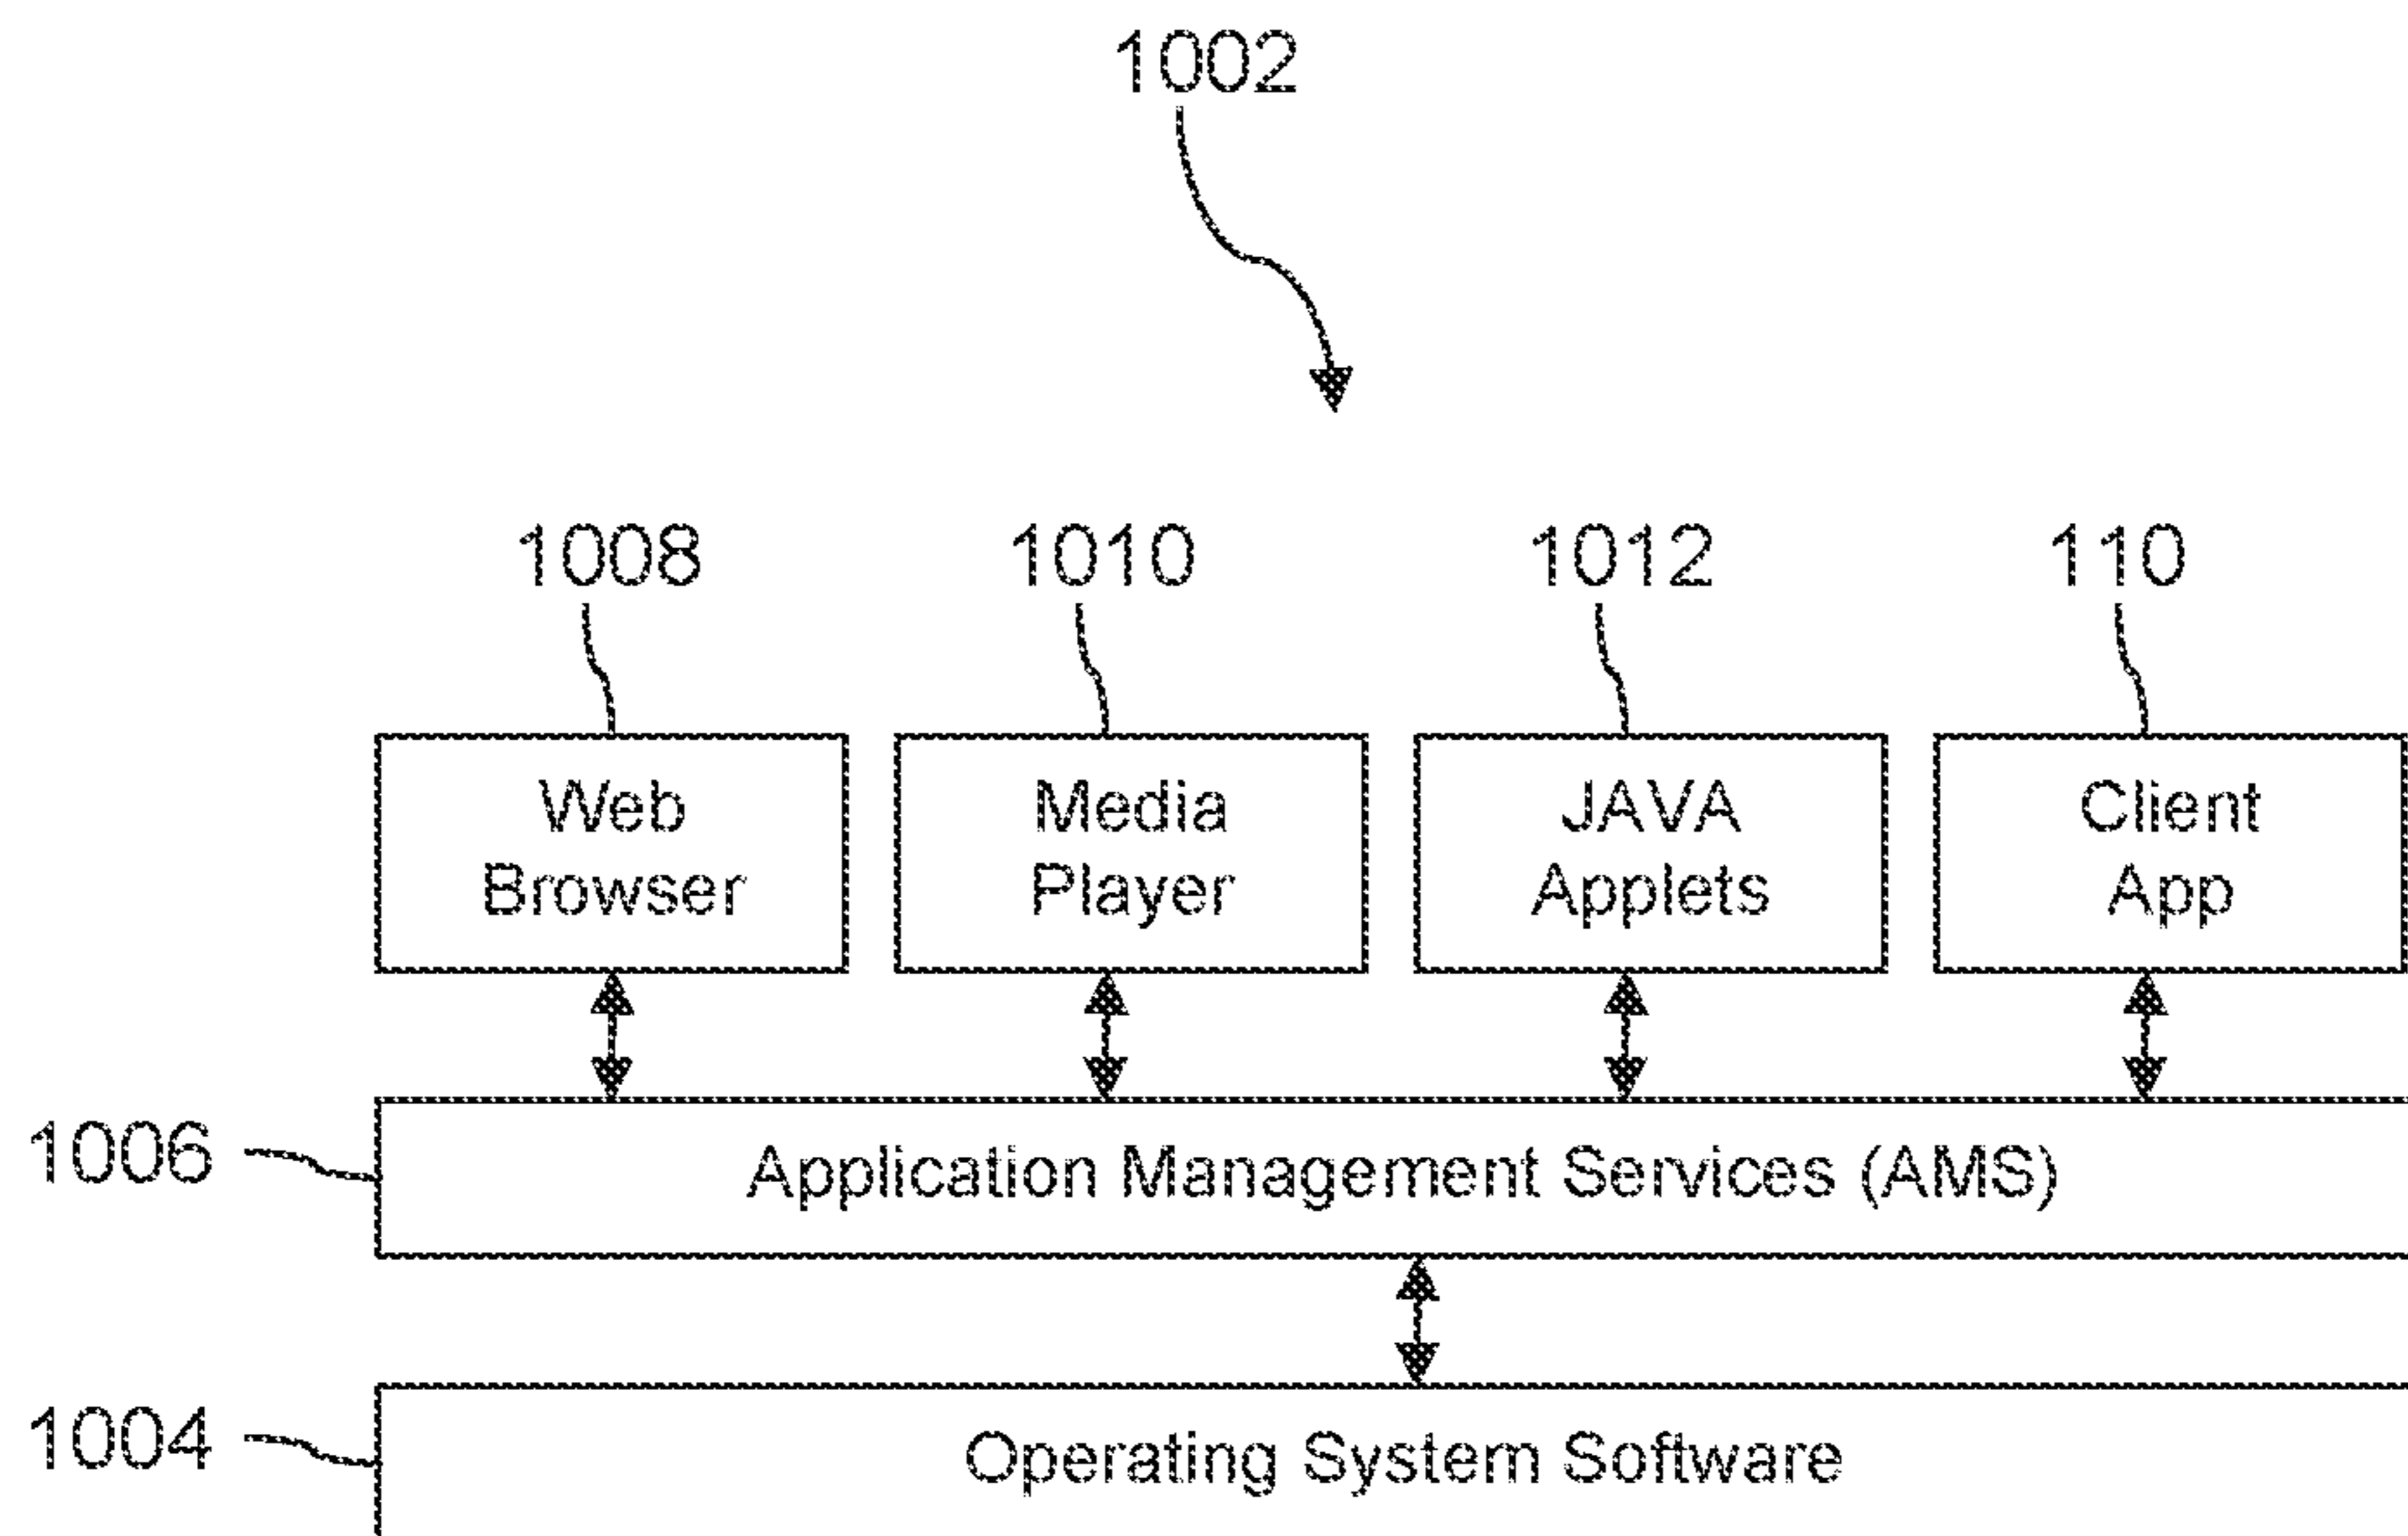 1002
1008
1010
1012
110
Web
Browser
Media
Player
JAVA
Applets
Client
App
1006
Application Management Services (AMS)
1004
Operating System Software